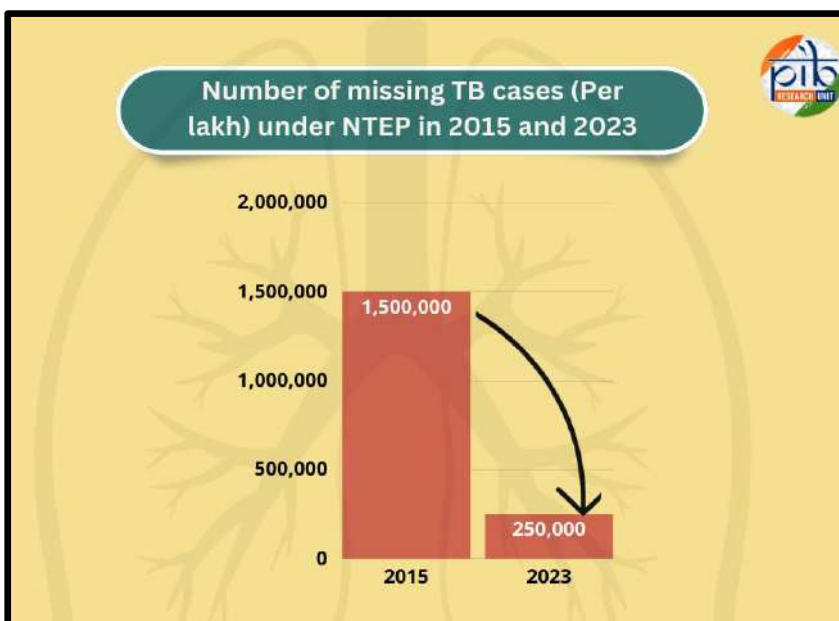 Number of missing TB cases (Per
lakh) under NTEP in 2015 and 2023
pib
RESEARCH UNIT
2,000,000
1,500,000
1,500,000
1,000,000
500,000
250,000
0
2015 2023